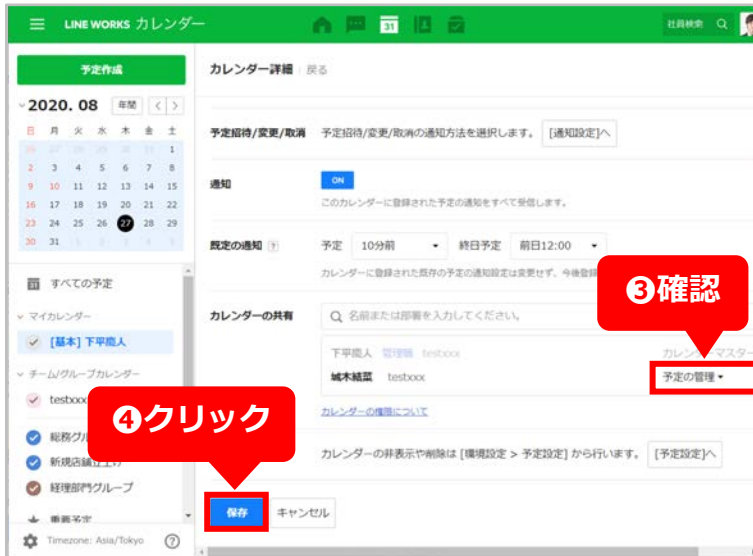 LINE WORKS カレンダー
31
社員検索
予定作成
カレンダー詳細
戻る
2020. 08
年間
< >
日 月 火 水 木 金 土
1
2 3 4 5 6 7 8
9 10 11 12 13 14 15
16 17 18 19 20 21 22
23 24 25 26 27 28 29
30 31
予定招待/変更/取消
予定招待/変更/取消の通知方法を選択します。
[通知設定]へ
通知
ON
このカレンダーに登録された予定の通知をすべて受信します。
既定の通知 ?
予定 10分前
終日予定 前日12:00
カレンダーに登録された既存の予定の通知設定は変更せず、今後登録
❸確認
カレンダーの共有
名前または部署を入力してください。
下平間人 管理職 testxxx
カレンダーマスター
城木結菜 testxxx
予定の管理
カレンダーの権限について
カレンダーの非表示や削除は [環境設定 > 予定設定] から行います。
[予定設定]へ
❹クリック
保存
キャンセル
31 すべての予定
マイカレンダー
[基本] 下平間人
チーム/グループカレンダー
testxxx
総務グル
新規店舗立上げ
経理部門グループ
重要予定
Timezone: Asia/Tokyo
?